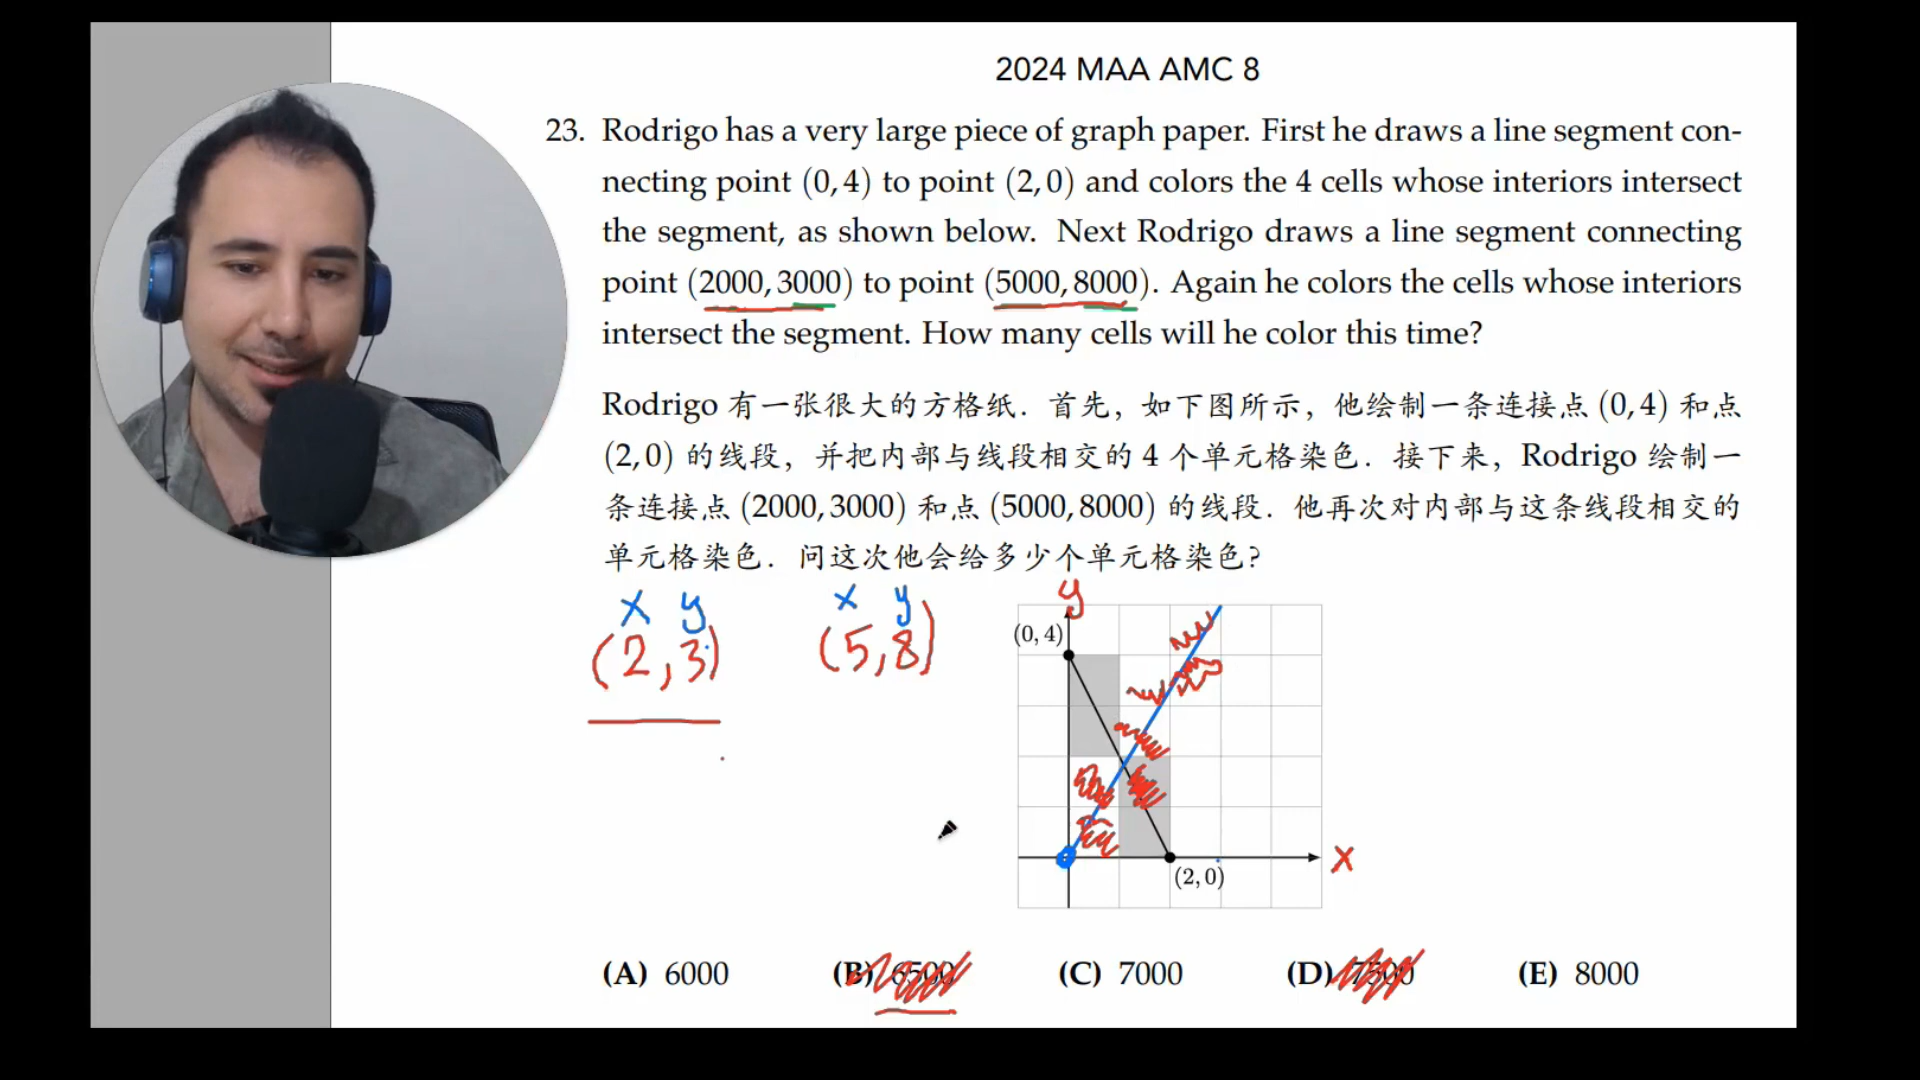 2024 MAA AMC 8
23. Rodrigo has a very large piece of graph paper. First he draws a line segment con-
necting point (0, 4) to point (2, 0) and colors the 4 cells whose interiors intersect
the segment, as shown below. Next Rodrigo draws a line segment connecting
point (2000, 3000) to point (5000, 8000). Again he colors the cells whose interiors
intersect the segment. How many cells will he color this time?
Rodrigo 有一张很大的方格纸. 首先, 如下图所示, 他绘制一条连接点 (0, 4) 和点
(2, 0) 的线段, 并把内部与线段相交的 4 个单元格染色. 接下来, Rodrigo 绘制一
条连接点 (2000, 3000) 和点 (5000, 8000) 的线段. 他再次对内部与这条线段相交的
单元格染色. 问这次他会给多少个单元格染色?
x y
(2,3)
x y
(5,8)
y
(0, 4)
x
(2, 0)
(A) 6000 (B) 6500 (C) 7000 (D) 7500 (E) 8000